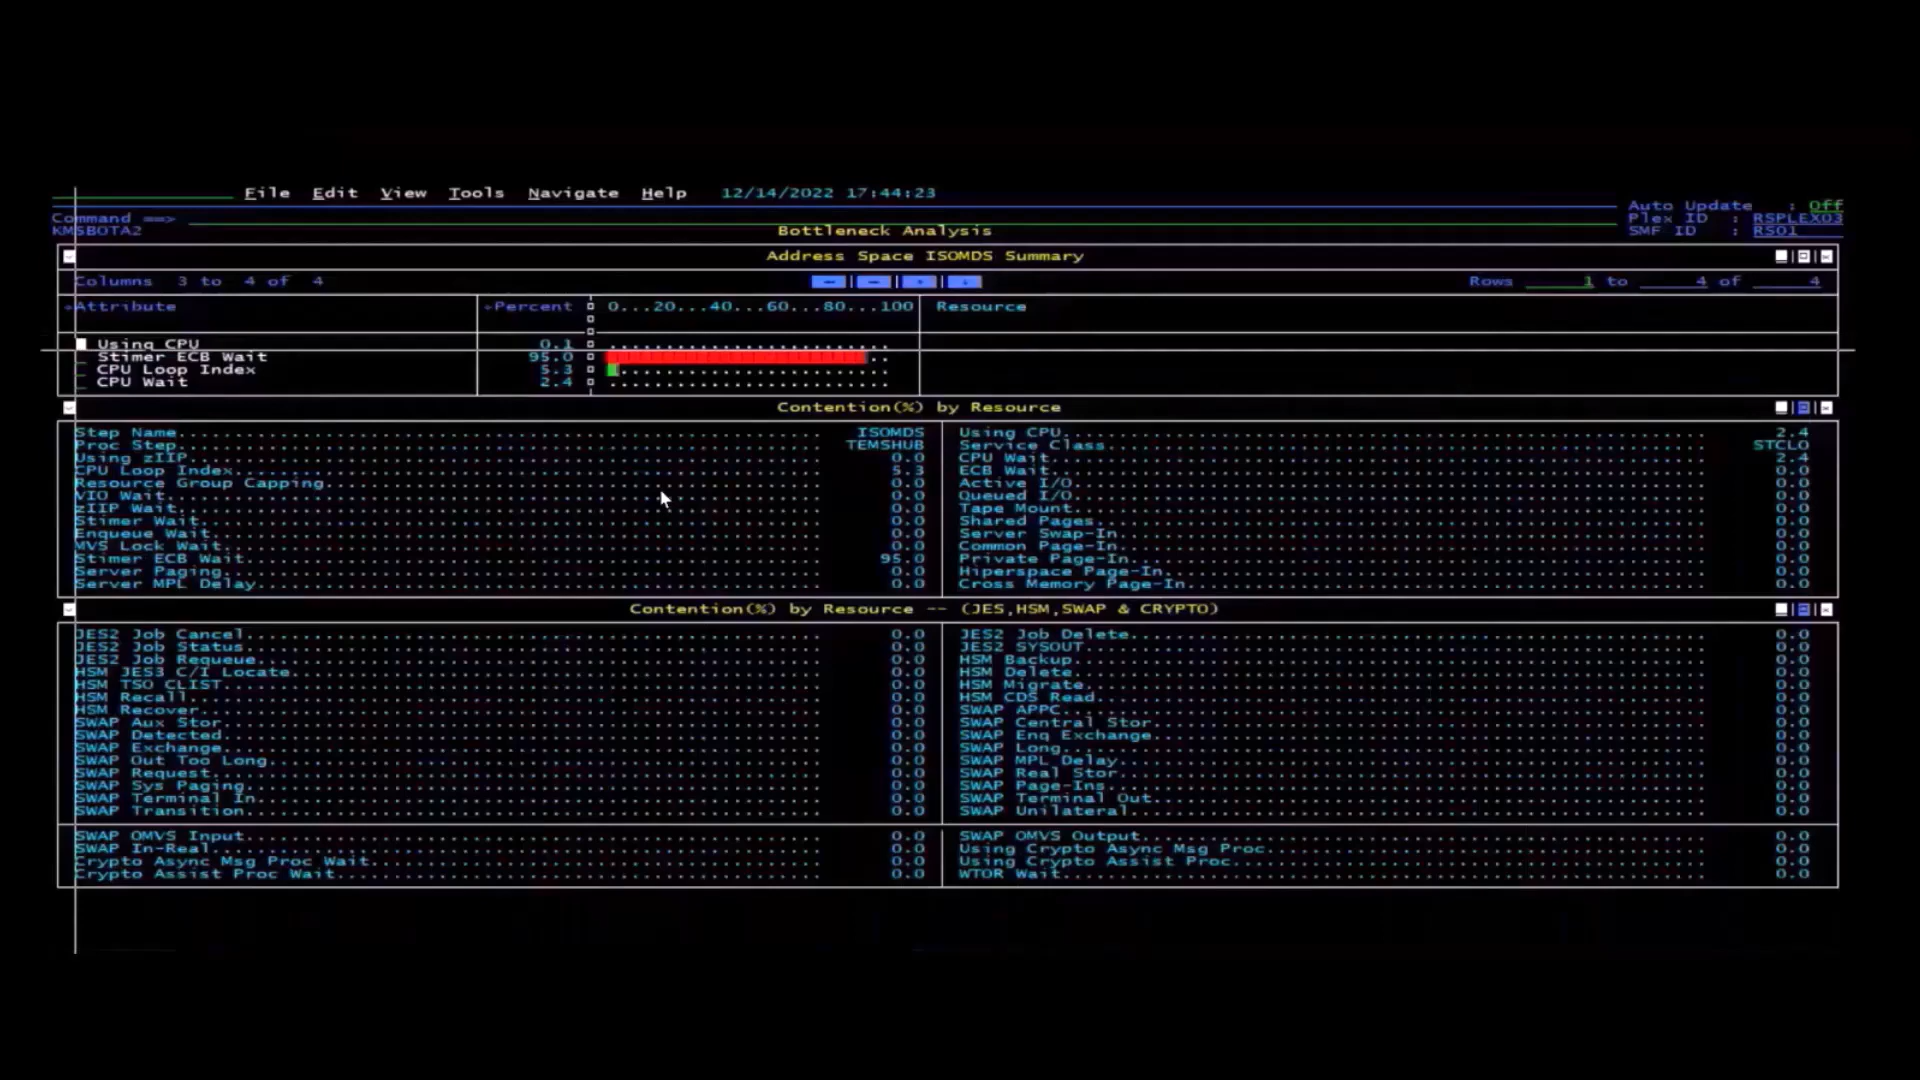 File Edit View Tools Navigate Help 12/14/2022 17:44:23
Auto Update : Off
Command ==> Plex ID : RSPLEX03
KMSBOTA2 Bottleneck Analysis SMF ID : RS01
Address Space ISOMDS Summary
Columns 3 to 4 of 4 Rows 1 to 4 of 4
Attribute Percent 0...20...40...60...80...100 Resource
Using CPU 0.1
Stimer ECB Wait 95.0
CPU Loop Index 5.3
CPU Wait 2.4
Contention(%) by Resource
Step Name ISOMDS Using CPU 2.4
Proc Step TEMSHUB Service Class STCLO
Using zIIP 0.0 CPU Wait 2.4
CPU Loop Index 5.3 ECB Wait 0.0
Resource Group Capping 0.0 Active I/O 0.0
VIO Wait 0.0 Queued I/O 0.0
zIIP Wait 0.0 Tape Mount 0.0
Stimer Wait 0.0 Shared Pages 0.0
Enqueue Wait 0.0 Server Swap-In 0.0
MVS Lock Wait 0.0 Common Page-In 0.0
Stimer ECB Wait 95.0 Private Page-In 0.0
Server Paging 0.0 Hiperspace Page-In 0.0
Server MPL Delay 0.0 Cross Memory Page-In 0.0
Contention(%) by Resource -- (JES,HSM,SWAP & CRYPTO)
JES2 Job Cancel 0.0 JES2 Job Delete 0.0
JES2 Job Status 0.0 JES2 SYSOUT 0.0
JES2 Job Requeue 0.0 HSM Backup 0.0
HSM JES3 C/I Locate 0.0 HSM Delete 0.0
HSM TSO CLIST 0.0 HSM Migrate 0.0
HSM Recall 0.0 HSM CDS Read 0.0
HSM Recover 0.0 SWAP APPC 0.0
SWAP Aux Stor 0.0 SWAP Central Stor 0.0
SWAP Detected 0.0 SWAP Enq Exchange 0.0
SWAP Exchange 0.0 SWAP Long 0.0
SWAP Out Too Long 0.0 SWAP MPL Delay 0.0
SWAP Request 0.0 SWAP Real Stor 0.0
SWAP Sys Paging 0.0 SWAP Page-Ins 0.0
SWAP Terminal In 0.0 SWAP Terminal Out 0.0
SWAP Transition 0.0 SWAP Unilateral 0.0
SWAP OMVS Input 0.0 SWAP OMVS Output 0.0
SWAP In-Real 0.0 Using Crypto Async Msg Proc 0.0
Crypto Async Msg Proc Wait 0.0 Using Crypto Assist Proc 0.0
Crypto Assist Proc Wait 0.0 WTOR Wait 0.0